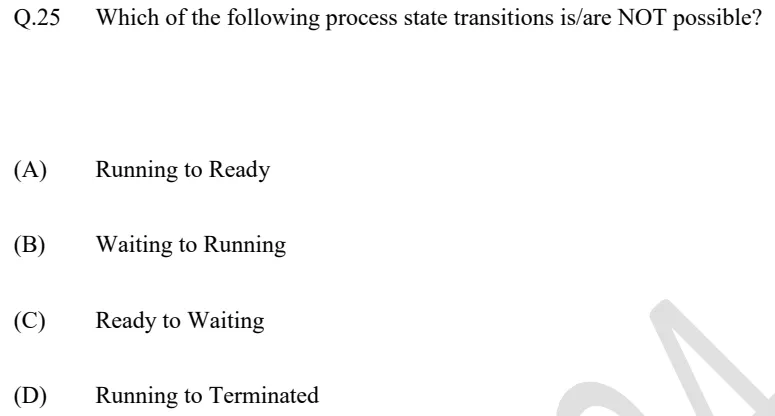 Q.25 Which of the following process state transitions is/are NOT possible?
(A) Running to Ready
(B) Waiting to Running
(C) Ready to Waiting
(D) Running to Terminated